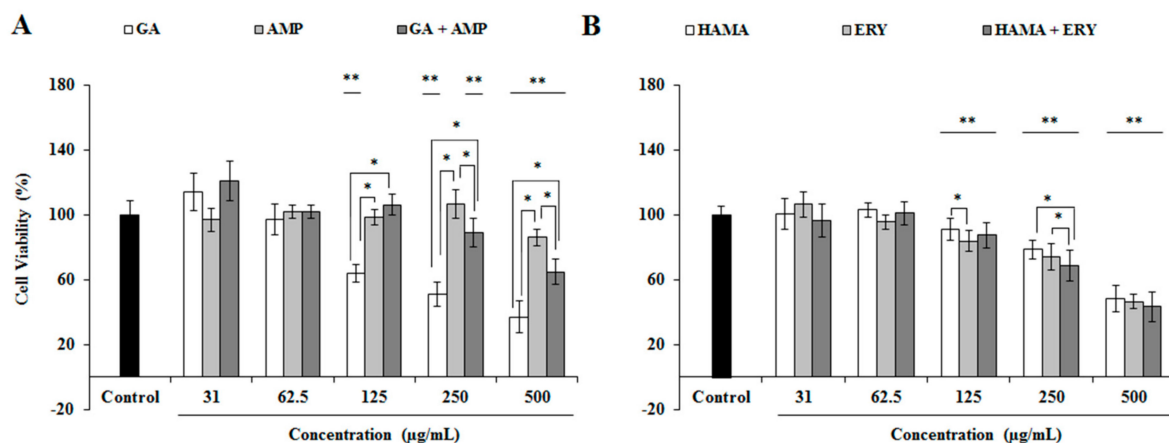 A
GA AMP GA + AMP
180
140
100
60
20
-20
Cell Viability (%)
** ** ** **
* * * * * * * *
Control 31 62.5 125 250 500
Concentration (µg/mL)
B
HAMA ERY HAMA + ERY
180
140
100
60
20
-20
** ** **
* * *
Control 31 62.5 125 250 500
Concentration (µg/mL)